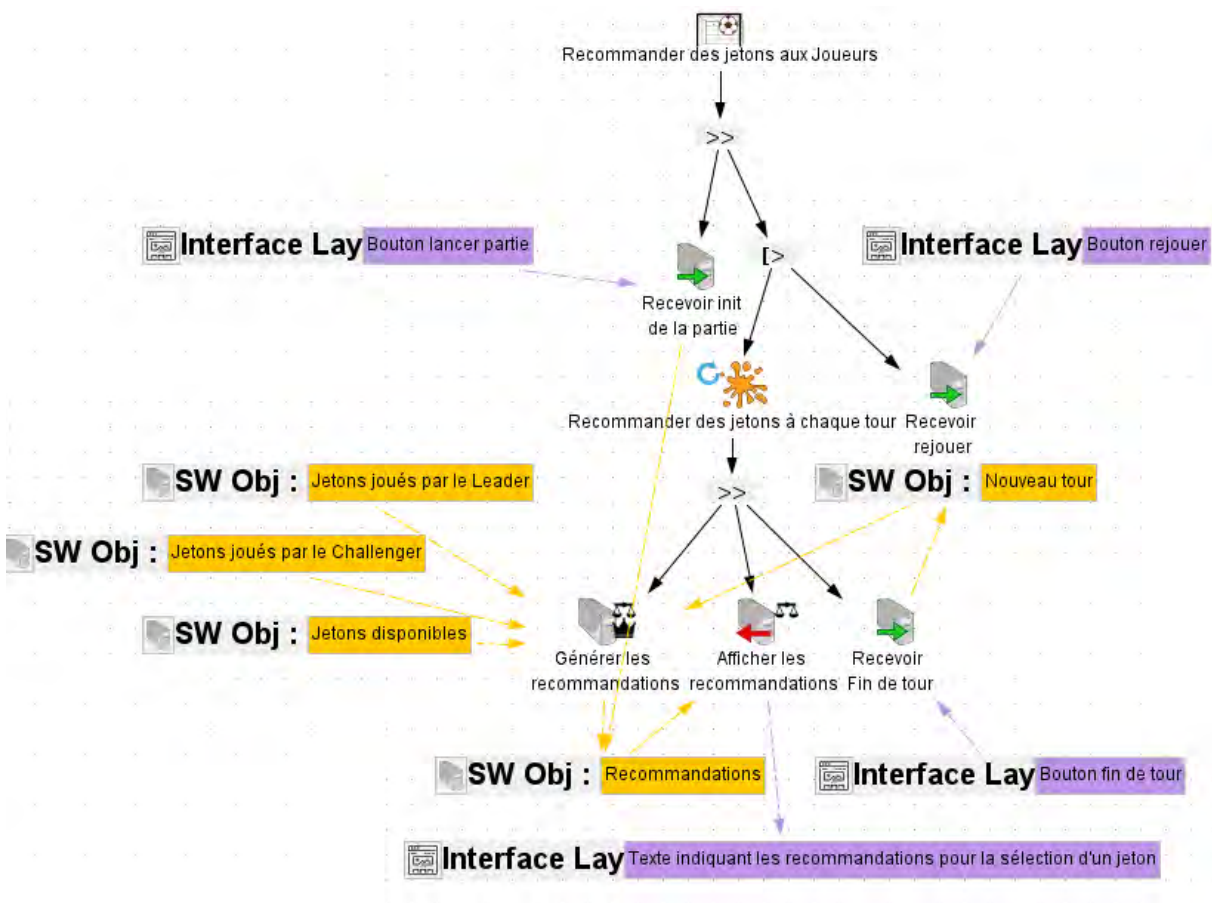 Recommander des jetons aux Joueurs
>>
Interface Lay Bouton lancer partie
[>
Interface Lay Bouton rejouer
Recevoir init
de la partie
Recommander des jetons à chaque tour
Recevoir
rejouer
SW Obj : Jetons joués par le Leader
>>
SW Obj : Nouveau tour
SW Obj : Jetons joués par le Challenger
SW Obj : Jetons disponibles
Générer les
recommandations
Afficher les
recommandations
Recevoir
Fin de tour
SW Obj : Recommandations
Interface Lay Bouton fin de tour
Interface Lay Texte indiquant les recommandations pour la sélection d'un jeton